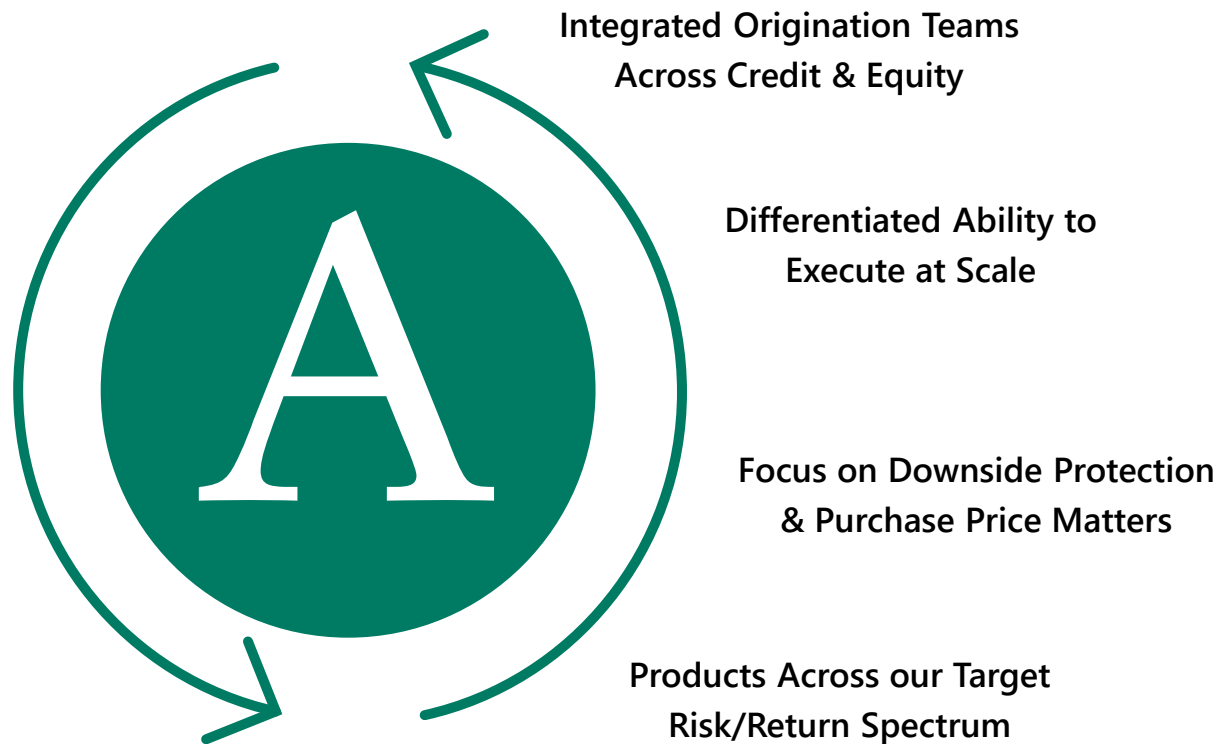 Integrated Origination Teams
Across Credit & Equity
A
Differentiated Ability to
Execute at Scale
Focus on Downside Protection
& Purchase Price Matters
Products Across our Target
Risk/Return Spectrum